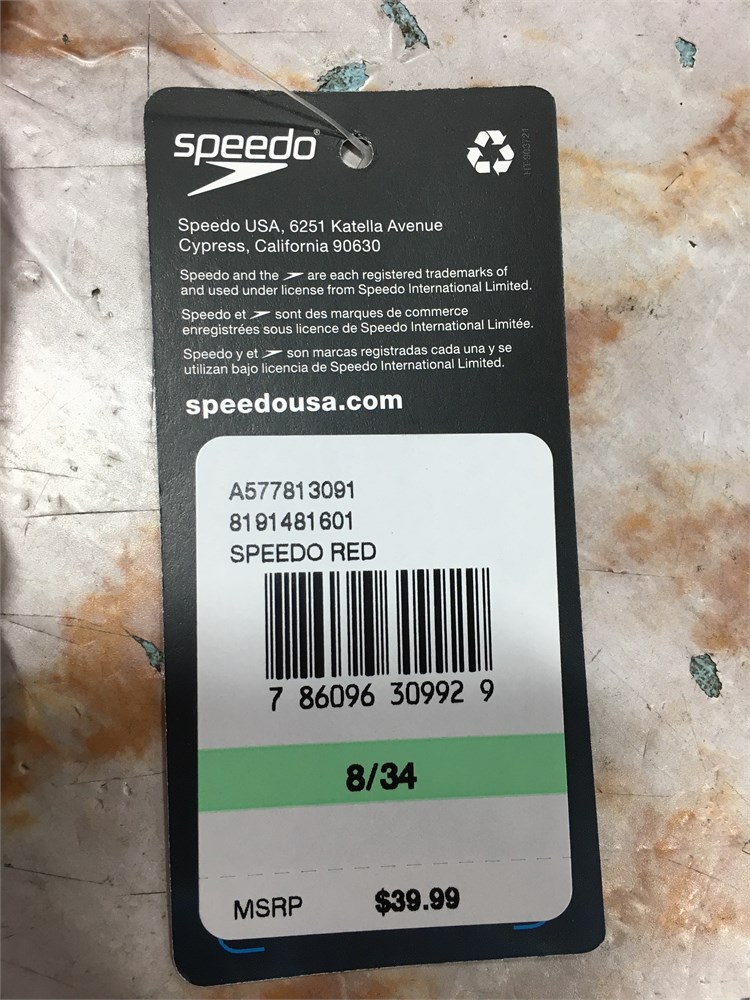 speedo®
HT-903721
Speedo USA, 6251 Katella Avenue
Cypress, California 90630
Speedo and the are each registered trademarks of
and used under license from Speedo International Limited.
Speedo et sont des marques de commerce
enregistrées sous licence de Speedo International Limitée.
Speedo y et son marcas registradas cada una y se
utilizan bajo licencia de Speedo International Limited.
speedousa.com
A577813091
8191481601
SPEEDO RED
7 86096 30992 9
8/34
MSRP $39.99